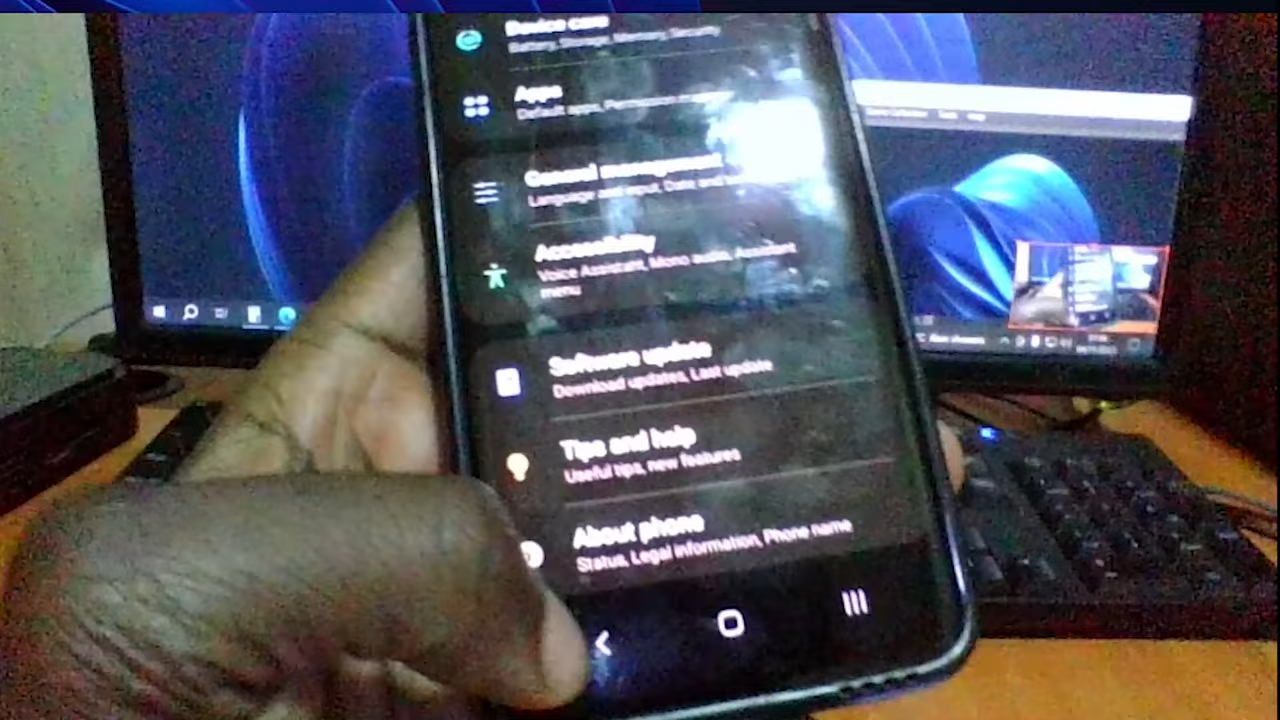 Device care
Battery, Storage, Memory, Security
Apps
Default apps, Permission
General management
Language and input, Date and
Accessibility
Voice Assistant, Mono audio, Assistant
menu
Software update
Download updates, Last update
Tips and help
Useful tips, new features
About phone
Status, Legal information, Phone name